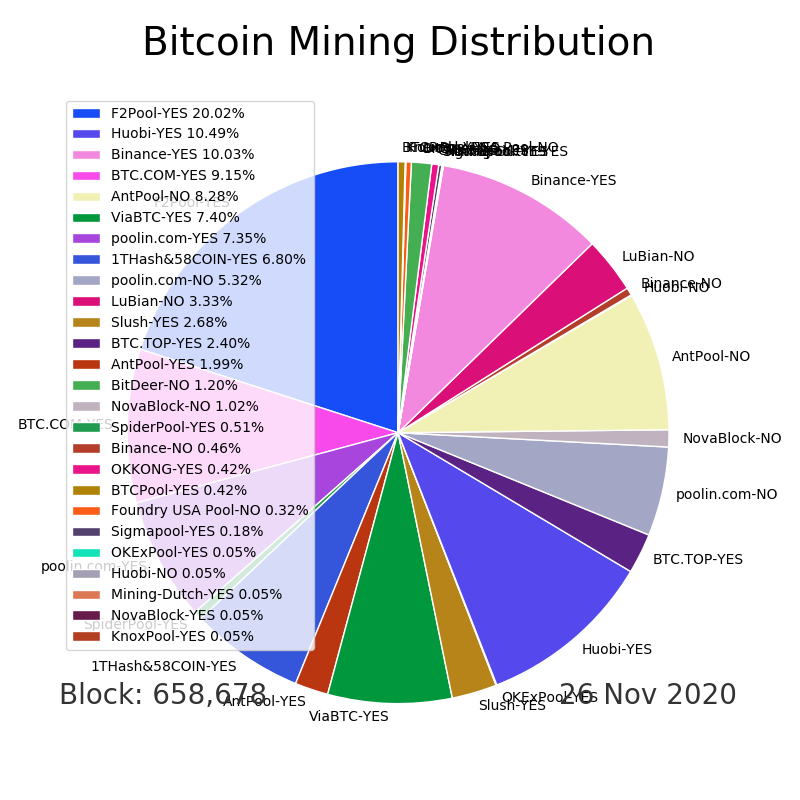 Bitcoin Mining Distribution
F2Pool-YES 20.02%
Huobi-YES 10.49%
Binance-YES 10.03%
BTC.COM-YES 9.15%
AntPool-NO 8.28%
ViaBTC-YES 7.40%
poolin.com-YES 7.35%
1THash&58COIN-YES 6.80%
poolin.com-NO 5.32%
LuBian-NO 3.33%
Slush-YES 2.68%
BTC.TOP-YES 2.40%
AntPool-YES 1.99%
BitDeer-NO 1.20%
NovaBlock-NO 1.02%
SpiderPool-YES 0.51%
Binance-NO 0.46%
OKKONG-YES 0.42%
BTCPool-YES 0.42%
Foundry USA Pool-NO 0.32%
Sigmapool-YES 0.18%
OKExPool-YES 0.05%
Huobi-NO 0.05%
Mining-Dutch-YES 0.05%
NovaBlock-YES 0.05%
KnoxPool-YES 0.05%
Binance-YES
LuBian-NO
Binance-NO
Huobi-NO
AntPool-NO
NovaBlock-NO
poolin.com-NO
BTC.TOP-YES
Huobi-YES
OKExPool-YES
Slush-YES
ViaBTC-YES
AntPool-YES
1THash&58COIN-YES
SpiderPool-YES
poolin.com-YES
BTC.COM-YES
F2Pool-YES
Block: 658,678
26 Nov 2020